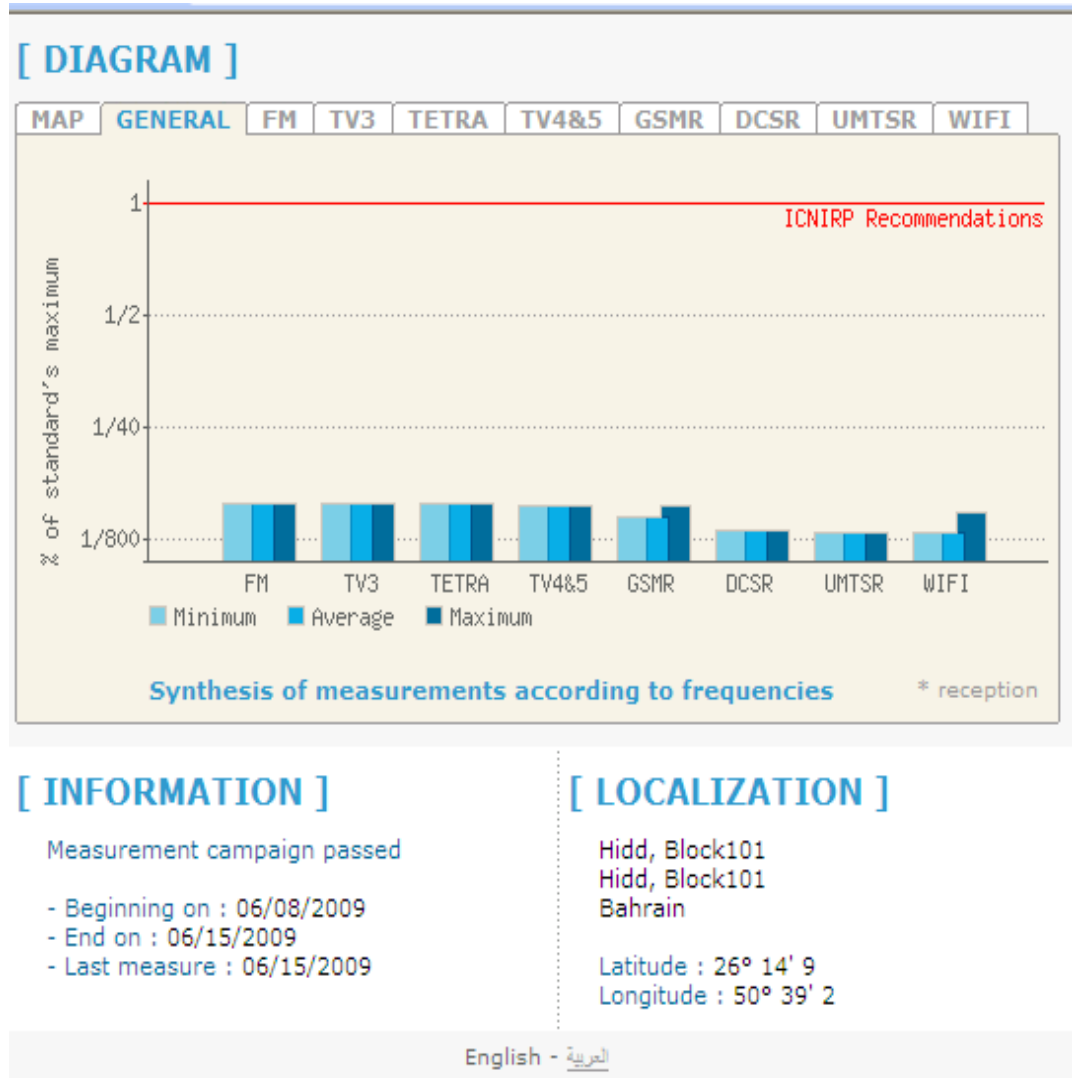 [ DIAGRAM ]
MAP GENERAL FM TV3 TETRA TV4&5 GSMR DCSR UMTSR WIFI
% of standard's maximum
1
ICNIRP Recommendations
1/2
1/40
1/800
FM TV3 TETRA TV4&5 GSMR DCSR UMTSR WIFI
Minimum Average Maximum
Synthesis of measurements according to frequencies * reception
[ INFORMATION ]
Measurement campaign passed
- Beginning on : 06/08/2009
- End on : 06/15/2009
- Last measure : 06/15/2009
[ LOCALIZATION ]
Hidd, Block101
Hidd, Block101
Bahrain
Latitude : 26° 14' 9
Longitude : 50° 39' 2
English - العربية